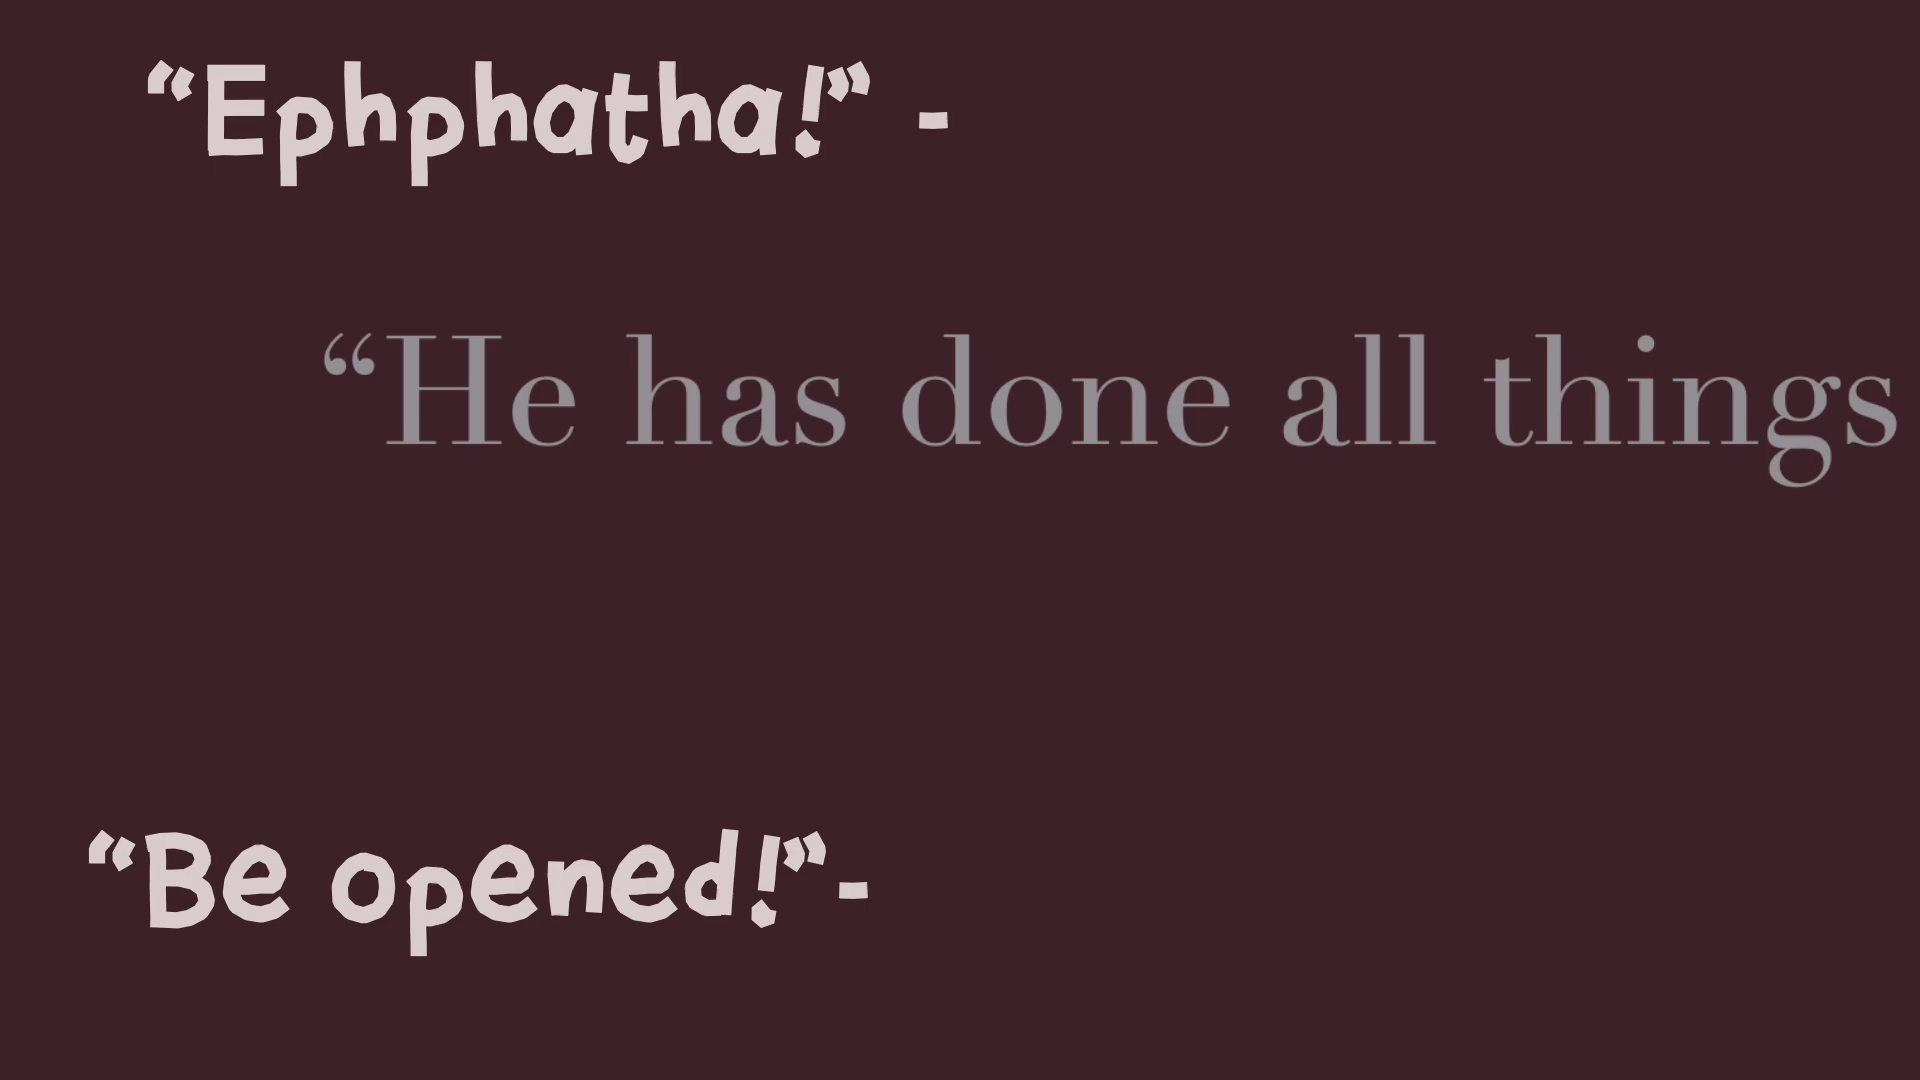 “Ephphatha!” -
“He has done all things
“Be opened!”-